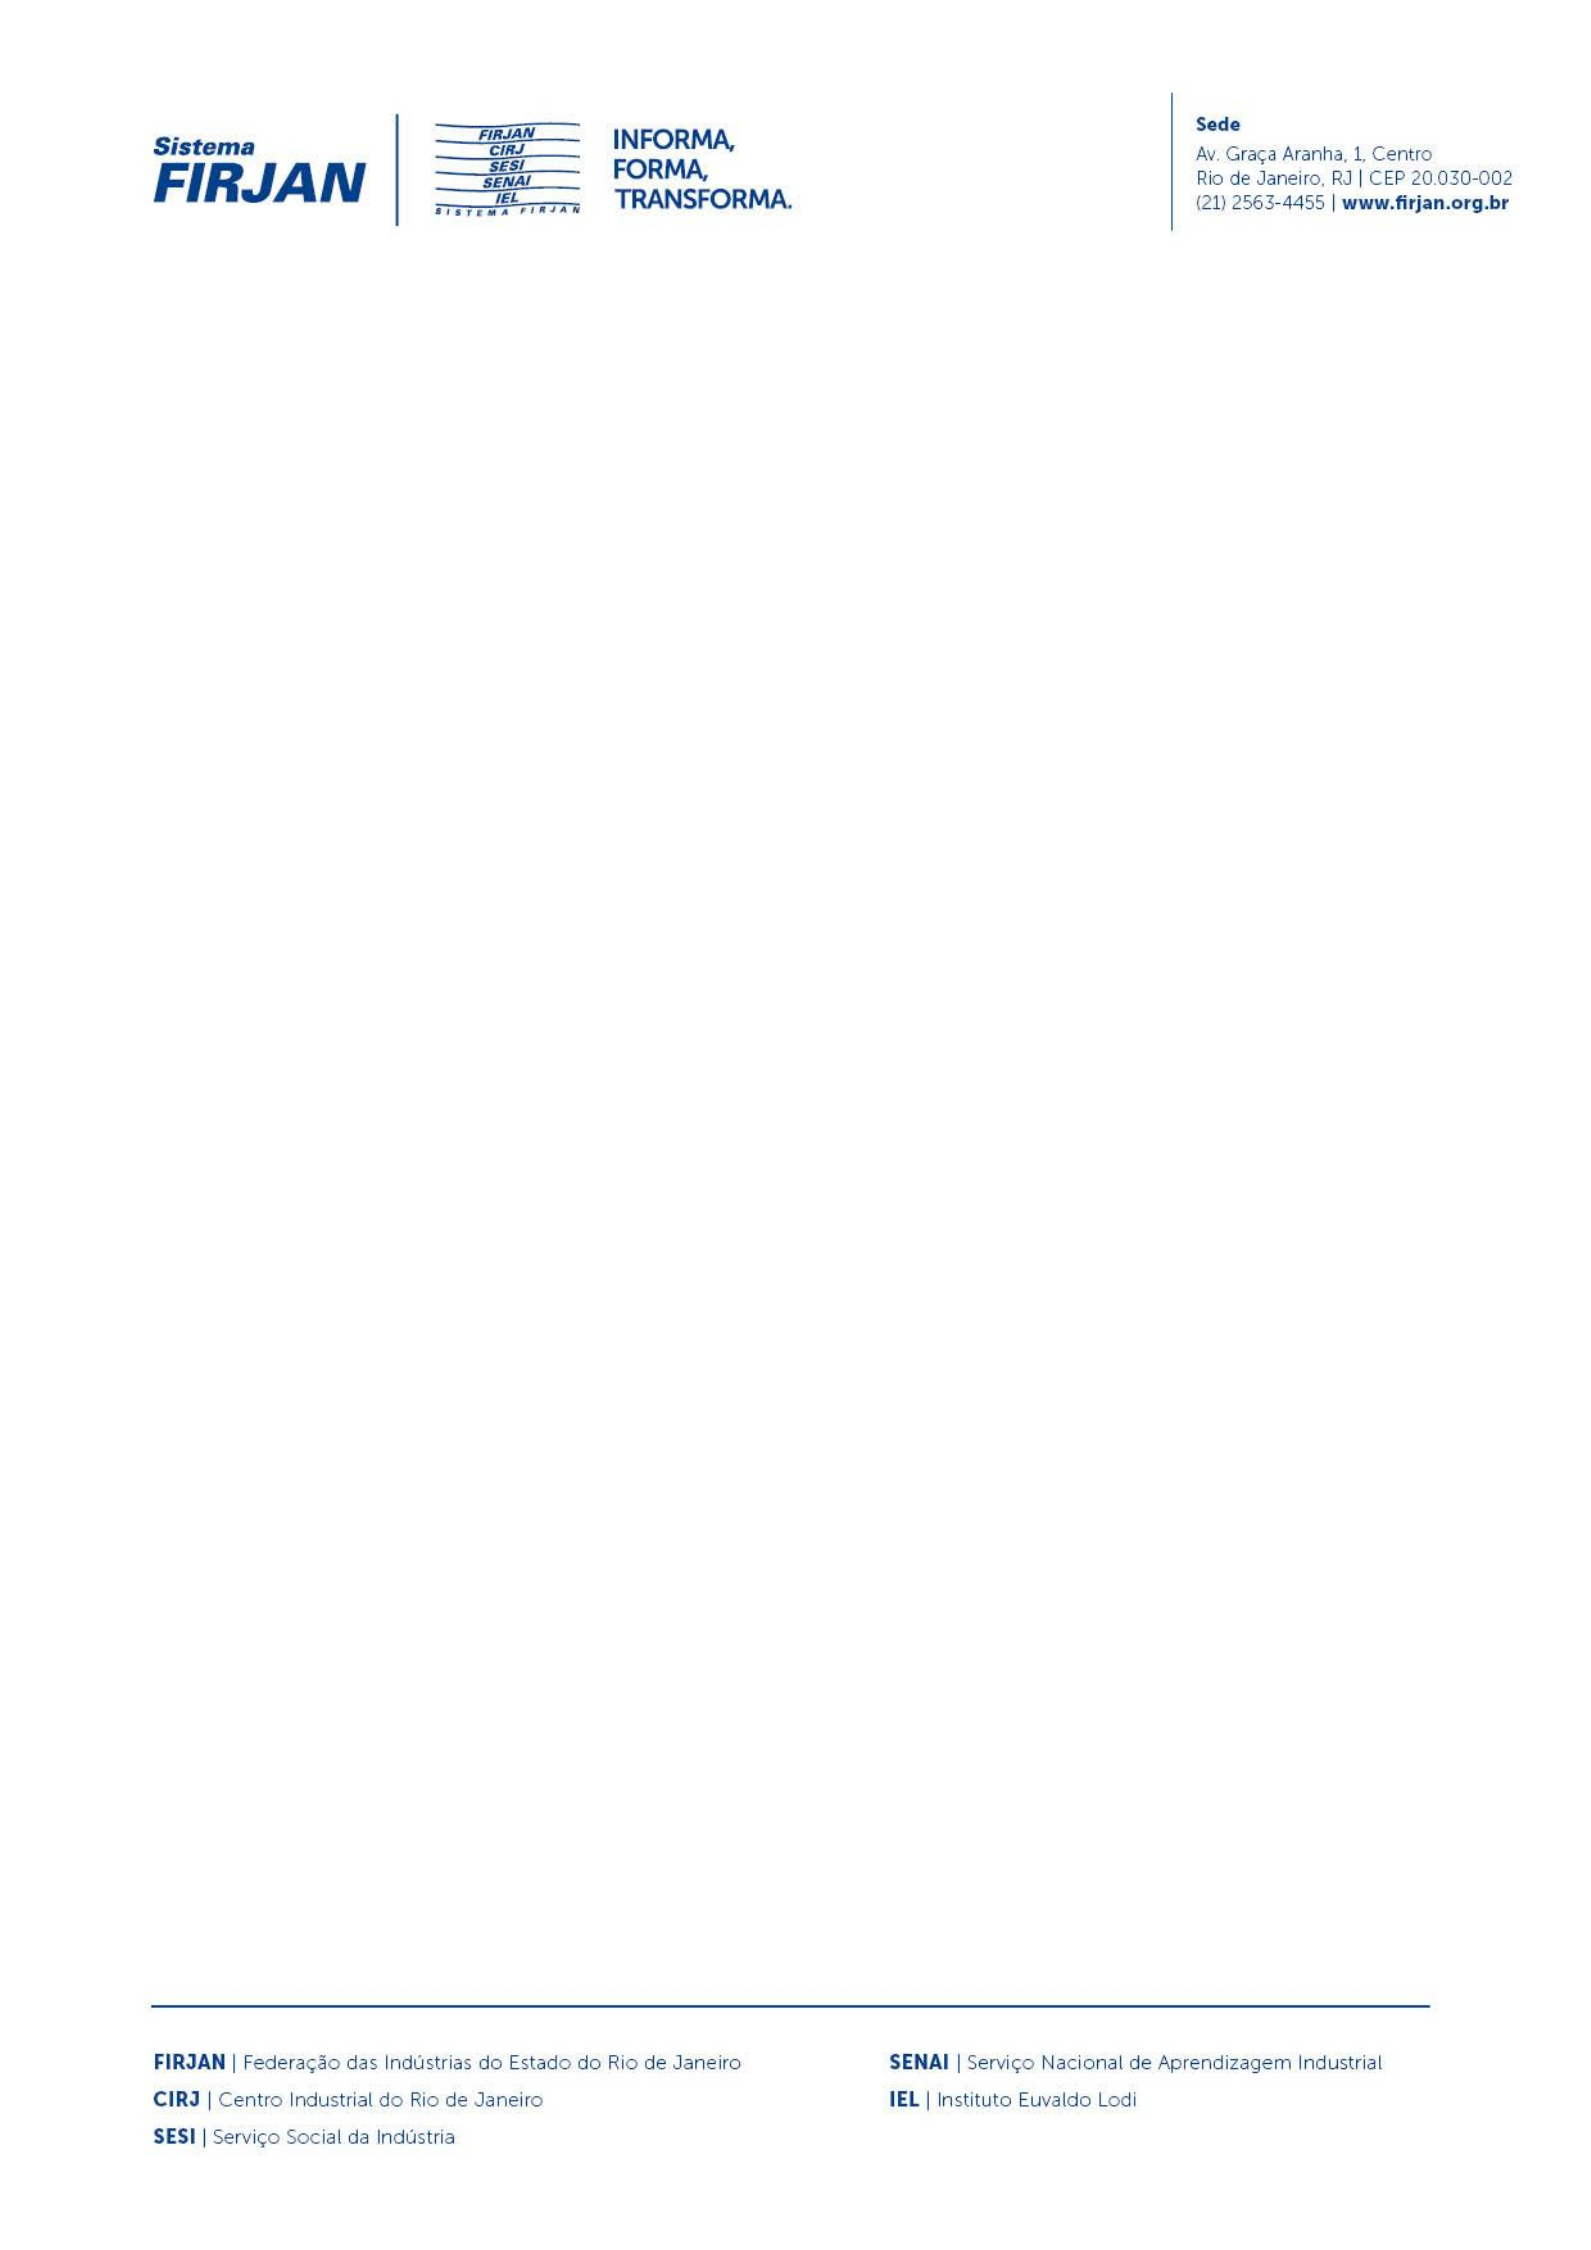 Sistema
FIRJAN
FIRJAN
CIRJ
SESI
SENAI
IEL
SISTEMA FIRJAN
INFORMA,
FORMA,
TRANSFORMA.
Sede
Av. Graça Aranha, 1, Centro
Rio de Janeiro, RJ | CEP 20.030-002
(21) 2563-4455 | www.firjan.org.br
FIRJAN | Federação das Indústrias do Estado do Rio de Janeiro
CIRJ | Centro Industrial do Rio de Janeiro
SESI | Serviço Social da Indústria
SENAI | Serviço Nacional de Aprendizagem Industrial
IEL | Instituto Euvaldo Lodi